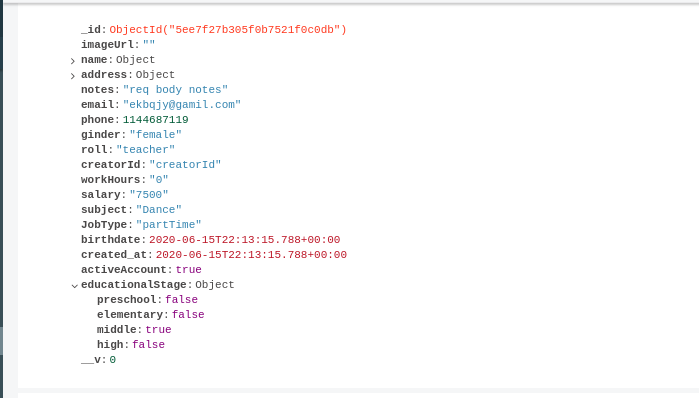 _id: ObjectId("5ee7f27b305f0b7521f0c0db")
imageUrl: ""
name: Object
address: Object
notes: "req body notes"
email: "ekbqjy@gamil.com"
phone: 1144687119
ginder: "female"
roll: "teacher"
creatorId: "creatorId"
workHours: "0"
salary: "7500"
subject: "Dance"
JobType: "partTime"
birthdate: 2020-06-15T22:13:15.788+00:00
created_at: 2020-06-15T22:13:15.788+00:00
activeAccount: true
educationalStage: Object
preschool: false
elementary: false
middle: true
high: false
__v: 0